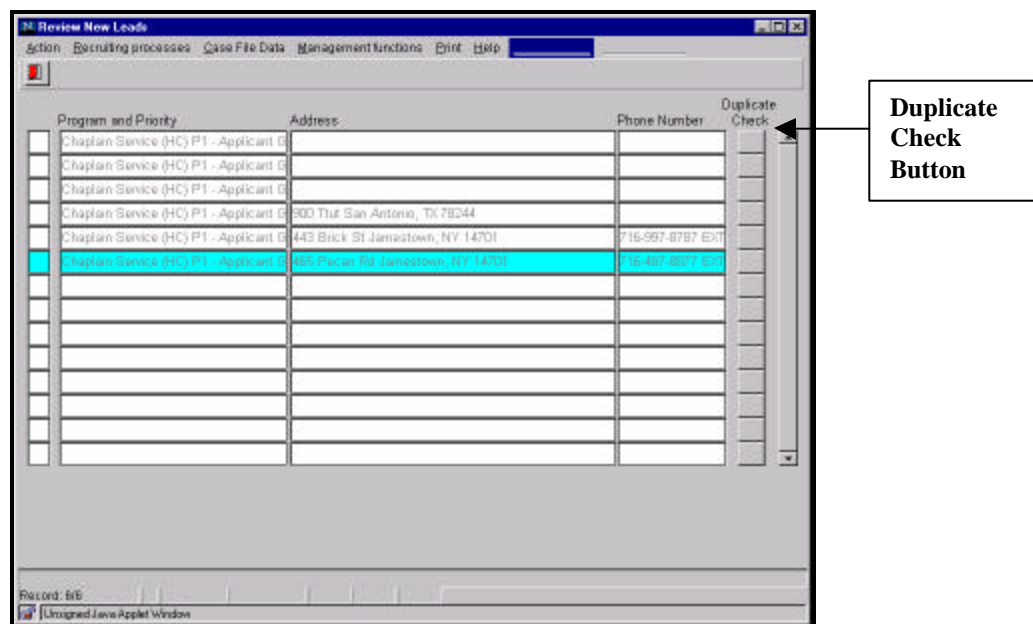 Review New Leads
Action Recruiting processes Case File Data Management functions Print Help
Duplicate
Program and Priority Address Phone Number Check
Chaplain Service (HC) P1 - Applicant G
Chaplain Service (HC) P1 - Applicant G
Chaplain Service (HC) P1 - Applicant G
Chaplain Service (HC) P1 - Applicant G 900 Ttut San Antonio, TX 78244
Chaplain Service (HC) P1 - Applicant G 443 Brick St Jamestown, NY 14701 716-997-8787 EXT
Chaplain Service (HC) P1 - Applicant G 465 Pecan Rd Jamestown, NY 14701 716-487-8977 EXT
Record: 6/6
Unsigned Java Applet Window
Duplicate
Check
Button